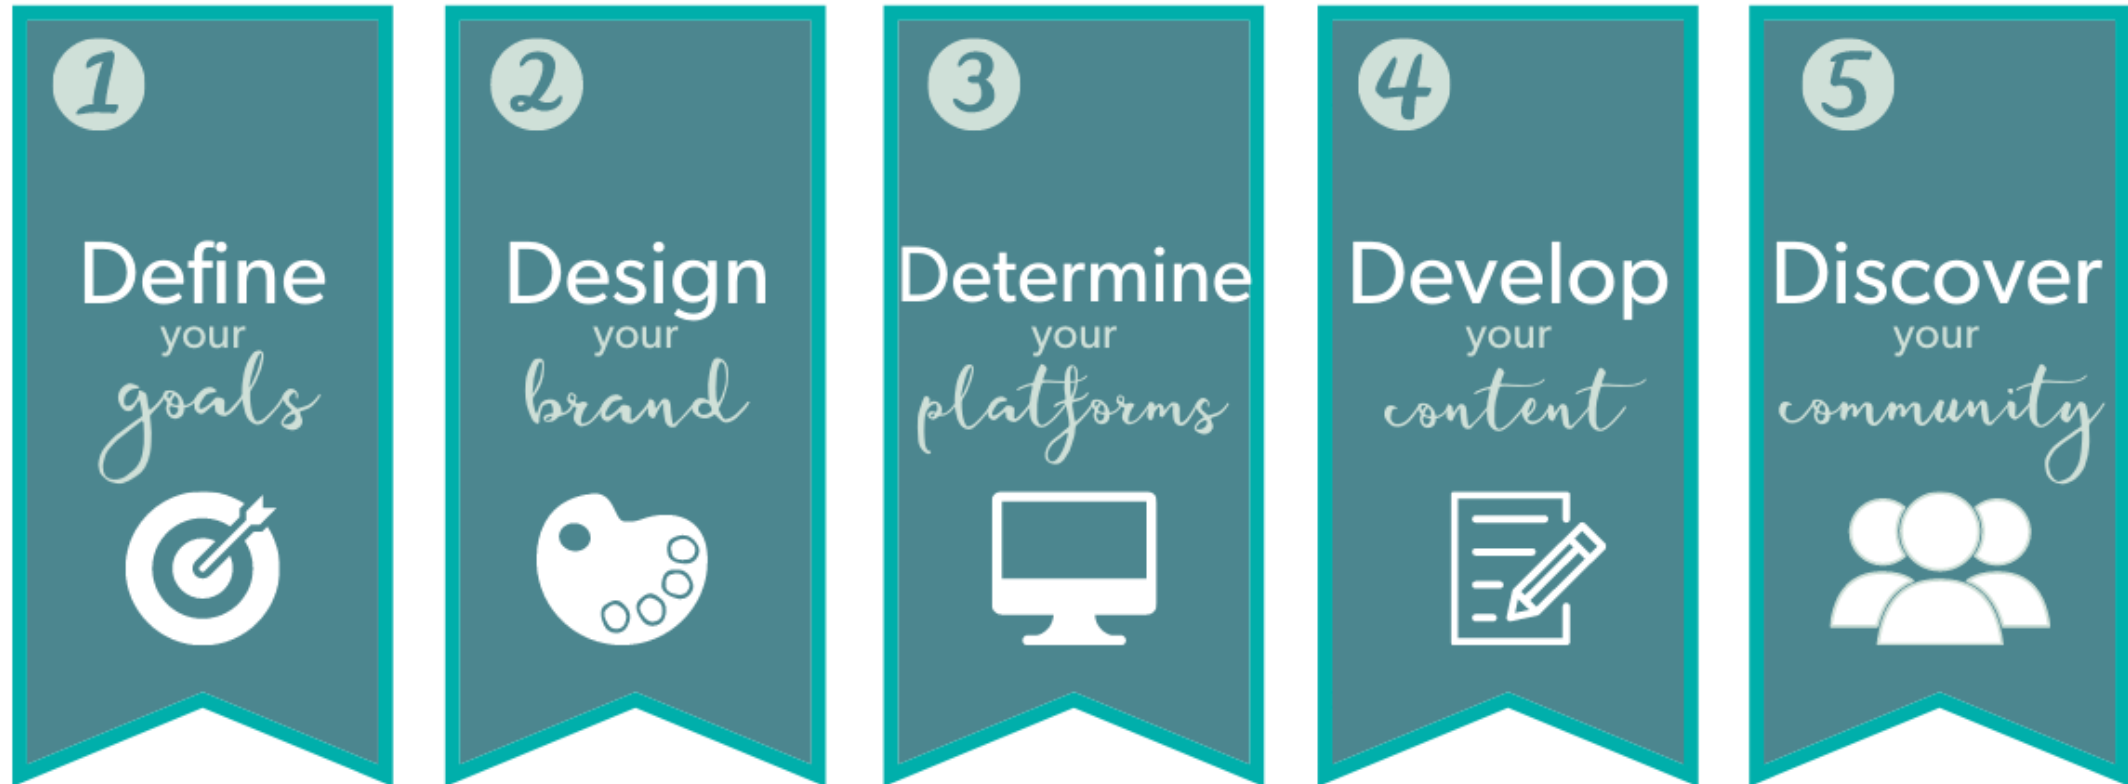 1
Define
your
goals
2
Design
your
brand
3
Determine
your
platforms
4
Develop
your
content
5
Discover
your
community